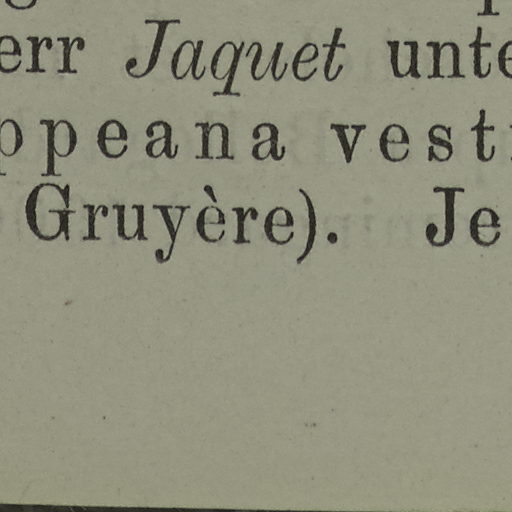 err Jaquet unte
ppeana vest
Gruyère). Je